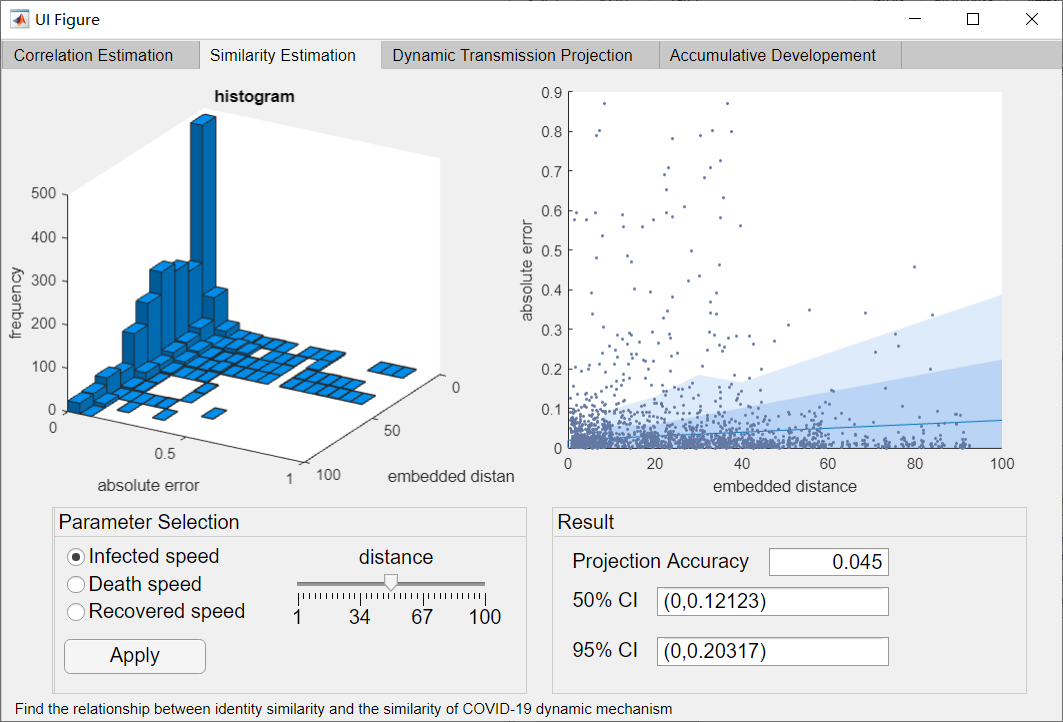 UI Figure
Correlation Estimation Similarity Estimation Dynamic Transmission Projection Accumulative Developement
histogram
500
400
300
200
100
0
frequency
0
0.5
1
absolute error
0
50
100
embedded distan
0.9
0.8
0.7
0.6
0.5
0.4
0.3
0.2
0.1
0
absolute error
0 20 40 60 80 100
embedded distance
Parameter Selection
Infected speed
Death speed
Recovered speed
distance
1 34 67 100
Apply
Result
Projection Accuracy 0.045
50% CI (0,0.12123)
95% CI (0,0.20317)
Find the relationship between identity similarity and the similarity of COVID-19 dynamic mechanism